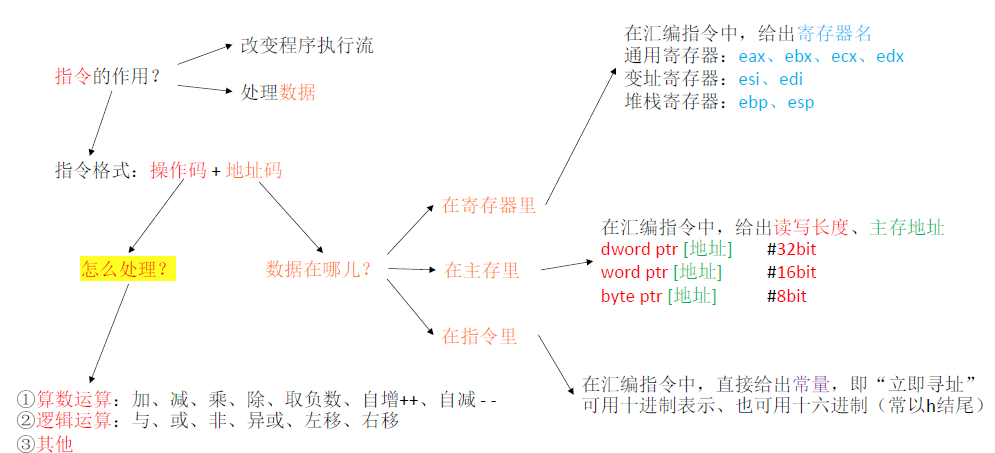 改变程序执行流
指令的作用？
处理数据
指令格式：操作码 + 地址码
怎么处理？
数据在哪儿？
①算数运算：加、减、乘、除、取负数、自增++、自减--
②逻辑运算：与、或、非、异或、左移、右移
③其他
在寄存器里
在主存里
在指令里
在汇编指令中，给出寄存器名
通用寄存器：eax、ebx、ecx、edx
变址寄存器：esi、edi
堆栈寄存器：ebp、esp
在汇编指令中，给出读写长度、主存地址
dword ptr [地址] #32bit
word ptr [地址] #16bit
byte ptr [地址] #8bit
在汇编指令中，直接给出常量，即“立即寻址”
可用十进制表示、也可用十六进制（常以h结尾）